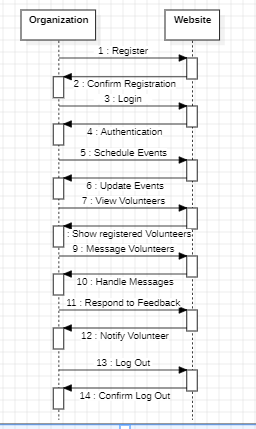 Organization
Website
1 : Register
2 : Confirm Registration
3 : Login
4 : Authentication
5 : Schedule Events
6 : Update Events
7 : View Volunteers
: Show registered Volunteers
9 : Message Volunteers
10 : Handle Messages
11 : Respond to Feedback
12 : Notify Volunteer
13 : Log Out
14 : Confirm Log Out